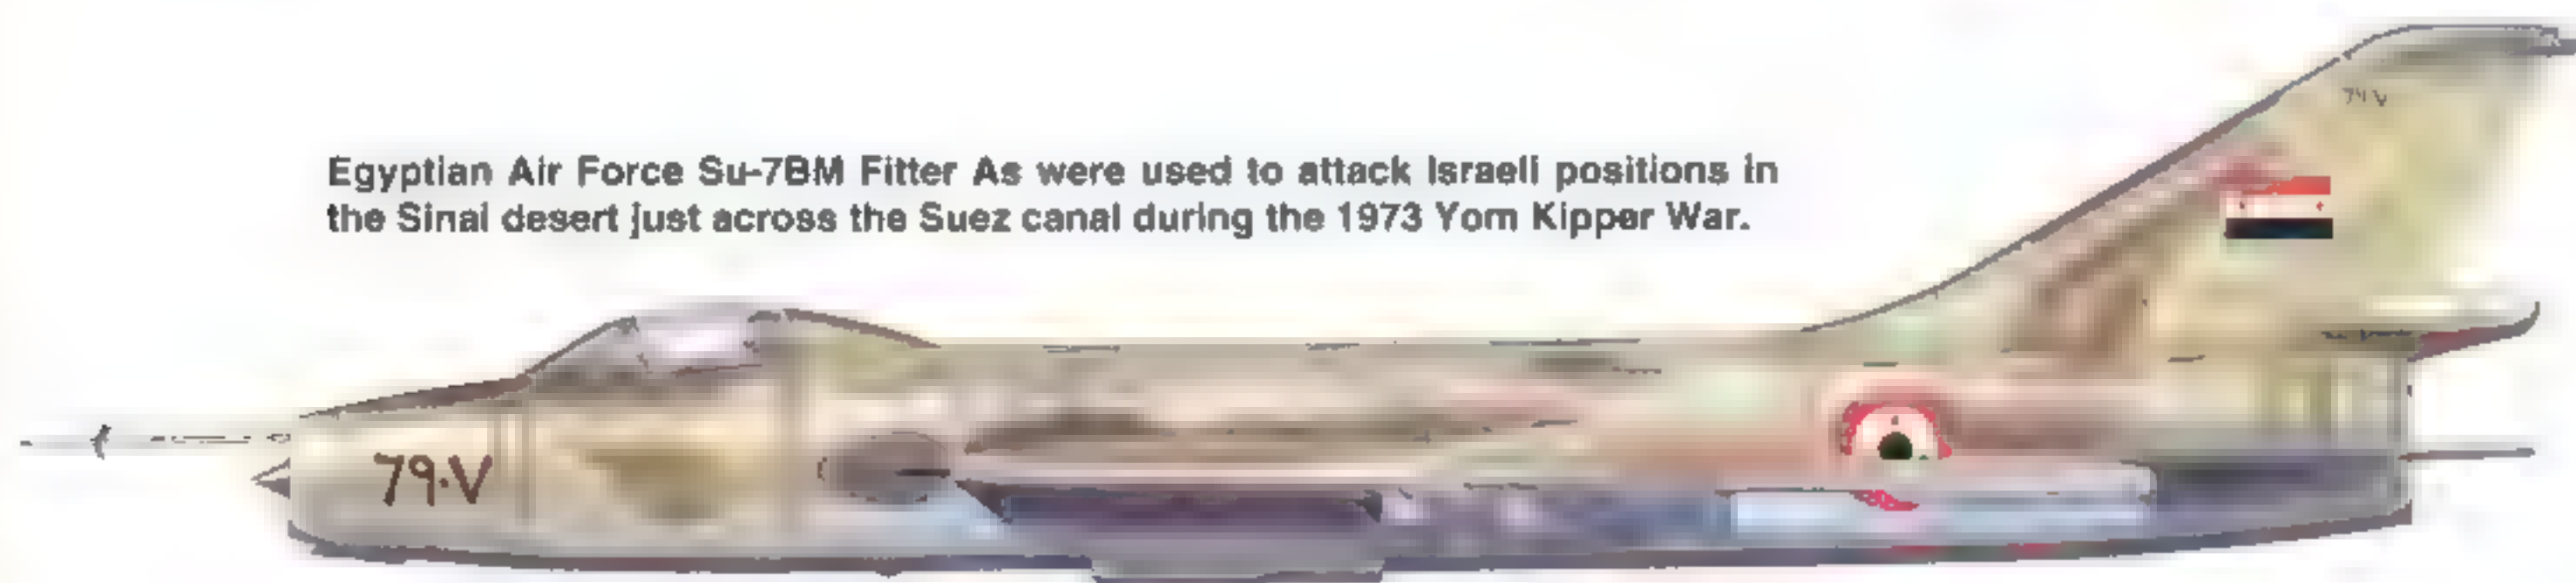 Egyptian Air Force Su-7BM Fitter As were used to attack Israeli positions in
the Sinai desert just across the Suez canal during the 1973 Yom Kipper War.
٦٩٠٧